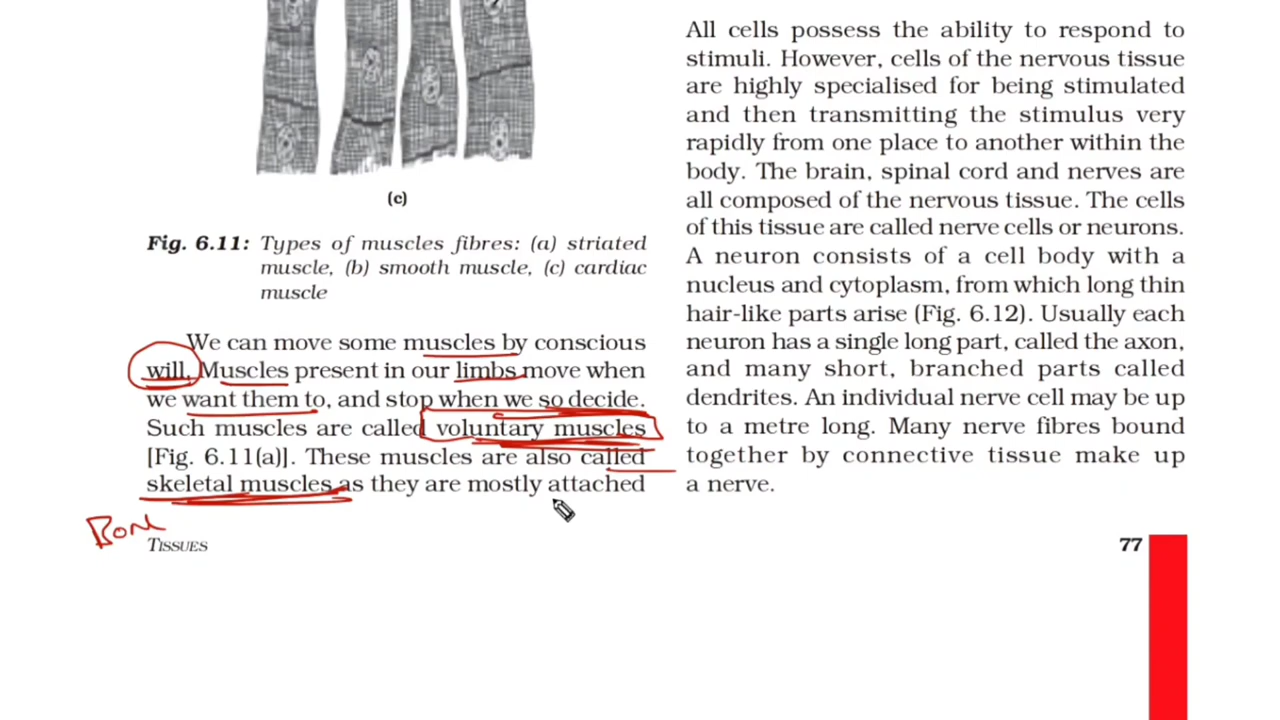 (c)
Fig. 6.11: Types of muscles fibres: (a) striated
muscle, (b) smooth muscle, (c) cardiac
muscle
We can move some muscles by conscious
will. Muscles present in our limbs move when
we want them to, and stop when we so decide.
Such muscles are called voluntary muscles
[Fig. 6.11(a)]. These muscles are also called
skeletal muscles as they are mostly attached
Bone
TISSUES
All cells possess the ability to respond to
stimuli. However, cells of the nervous tissue
are highly specialised for being stimulated
and then transmitting the stimulus very
rapidly from one place to another within the
body. The brain, spinal cord and nerves are
all composed of the nervous tissue. The cells
of this tissue are called nerve cells or neurons.
A neuron consists of a cell body with a
nucleus and cytoplasm, from which long thin
hair-like parts arise (Fig. 6.12). Usually each
neuron has a single long part, called the axon,
and many short, branched parts called
dendrites. An individual nerve cell may be up
to a metre long. Many nerve fibres bound
together by connective tissue make up
a nerve.
77